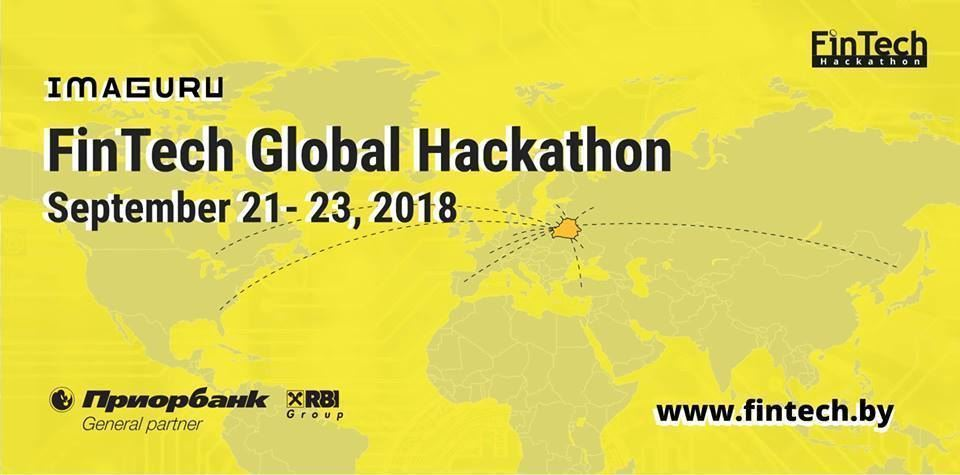 FinTech
Hackathon
IMAGURU
FinTech Global Hackathon
September 21- 23, 2018
Приорбанк
General partner
RBI
Group
www.fintech.by